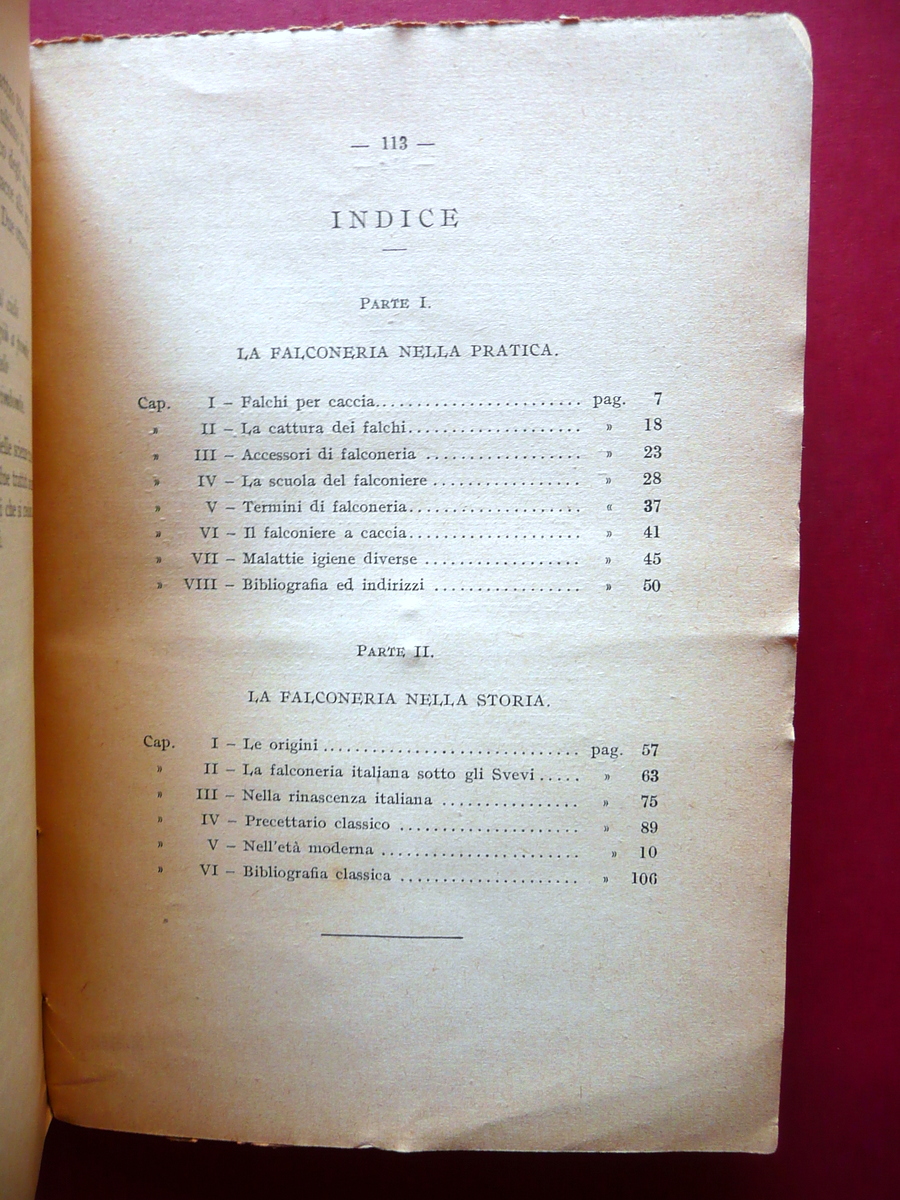 — 113 —
INDICE
PARTE I.
LA FALCONERIA NELLA PRATICA.
Cap. I – Falchi per caccia.......................... pag. 7
» II – La cattura dei falchi...................... » 18
» III – Accessori di falconeria .................... » 23
» IV – La scuola del falconiere ................... » 28
» V – Termini di falconeria...................... « 37
» VI – Il falconiere a caccia...................... » 41
» VII – Malattie igiene diverse .................... » 45
» VIII – Bibliografia ed indirizzi .................. » 50
PARTE II.
LA FALCONERIA NELLA STORIA.
Cap. I – Le origini ................................. pag. 57
» II – La falconeria italiana sotto gli Svevi ..... » 63
» III – Nella rinascenza italiana .................. » 75
» IV – Precettario classico ....................... » 89
» V – Nell'età moderna .......................... » 10
» VI – Bibliografia classica ....................... » 106